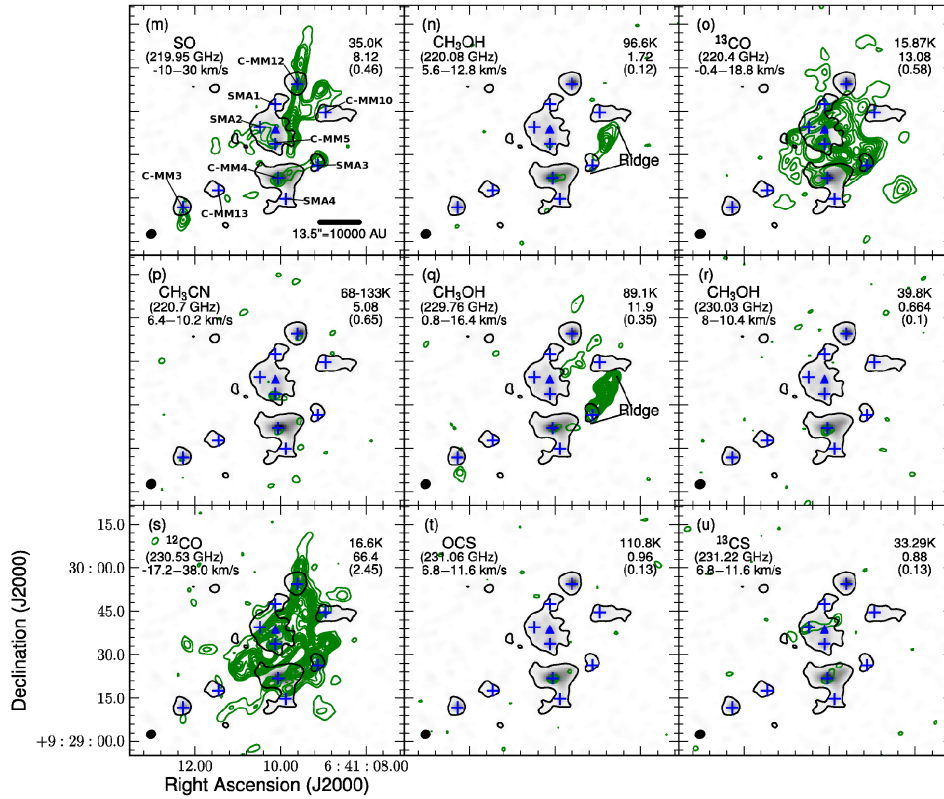 (m)
SO
(219.95 GHz)
-10−30 km/s
35.0K
8.12
(0.46)
C-MM12
SMA1
C-MM10
SMA2
C-MM5
C-MM4
SMA3
C-MM3
C-MM13
SMA4
13.5"=10000 AU
(n)
CH₃OH
(220.08 GHz)
5.6−12.8 km/s
96.6K
1.72
(0.12)
Ridge
(o)
¹³CO
(220.4 GHz)
-0.4−18.8 km/s
15.87K
13.08
(0.58)
(p)
CH₃CN
(220.7 GHz)
6.4−10.2 km/s
68-133K
5.08
(0.65)
(q)
CH₃OH
(229.76 GHz)
0.8−16.4 km/s
89.1K
11.9
(0.35)
Ridge
(r)
CH₃OH
(230.03 GHz)
8−10.4 km/s
39.8K
0.664
(0.1)
(s)
¹²CO
(230.53 GHz)
-17.2−38.0 km/s
16.6K
66.4
(2.45)
(t)
OCS
(231.06 GHz)
6.8−11.6 km/s
110.8K
0.96
(0.13)
(u)
¹³CS
(231.22 GHz)
6.8−11.6 km/s
33.29K
0.88
(0.13)
15.0
30 : 00.0
45.0
30.0
15.0
+9 : 29 : 00.0
Declination (J2000)
12.00 10.00 6 : 41 : 08.00
Right Ascension (J2000)